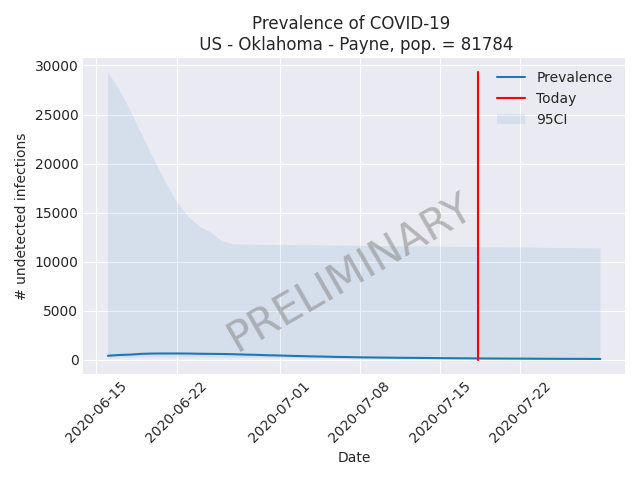 Prevalence of COVID-19
US - Oklahoma - Payne, pop. = 81784
30000
25000
20000
15000
10000
5000
0
# undetected infections
Prevalence
Today
95CI
PRELIMINARY
2020-06-15
2020-06-22
2020-07-01
2020-07-08
2020-07-15
2020-07-22
Date